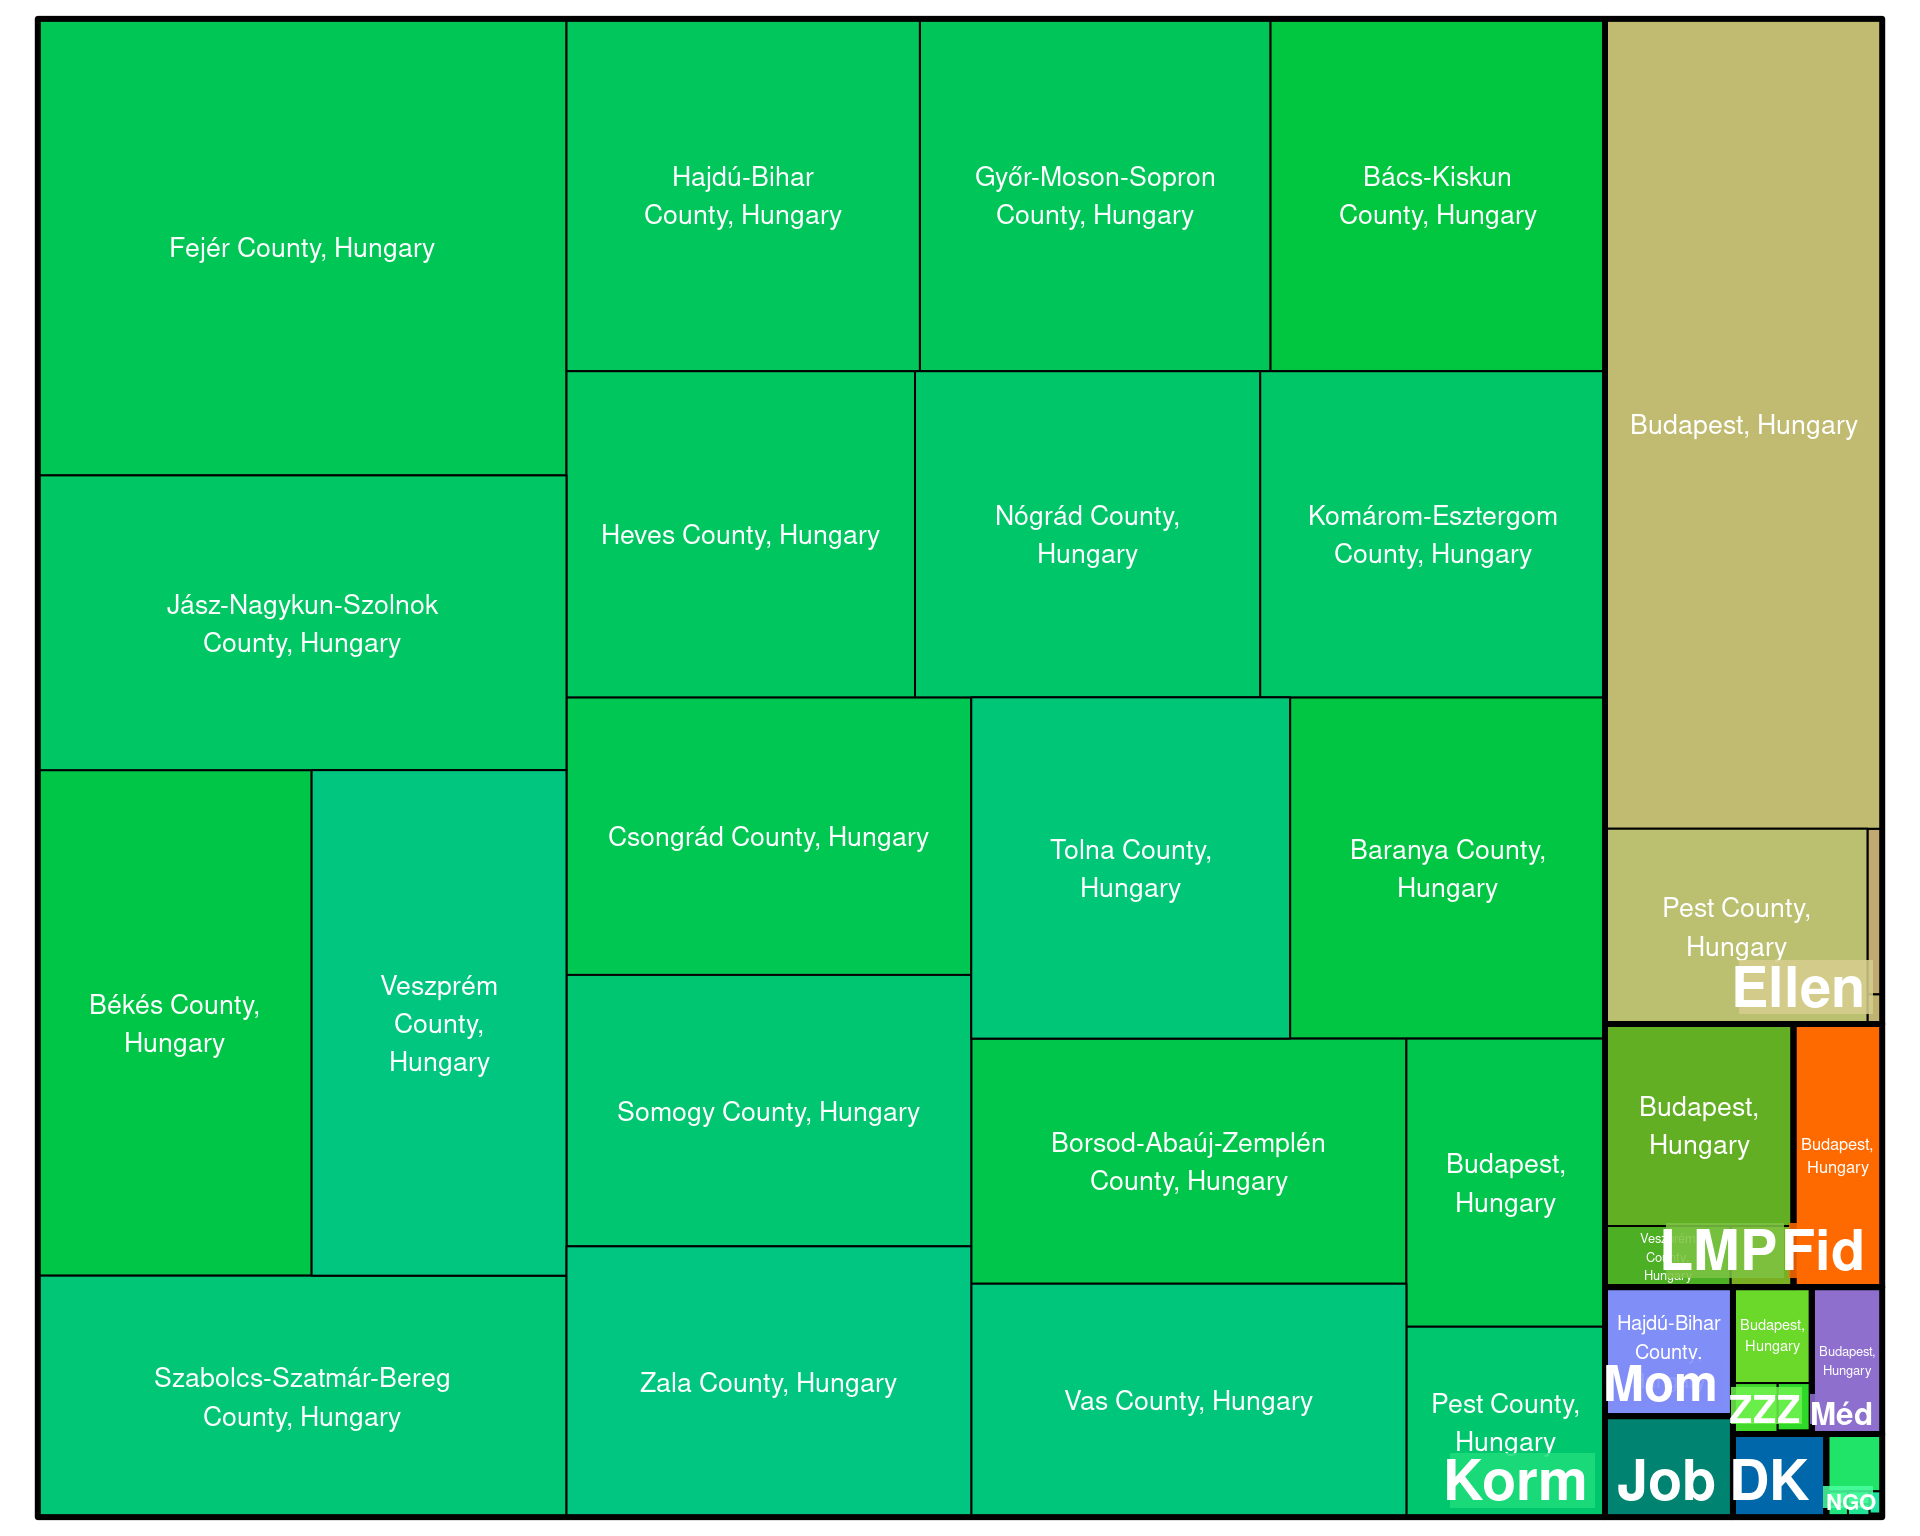 Fejér County, Hungary
Hajdú-Bihar
County, Hungary
Győr-Moson-Sopron
County, Hungary
Bács-Kiskun
County, Hungary
Budapest, Hungary
Jász-Nagykun-Szolnok
County, Hungary
Heves County, Hungary
Nógrád County,
Hungary
Komárom-Esztergom
County, Hungary
Békés County,
Hungary
Veszprém
County,
Hungary
Csongrád County, Hungary
Tolna County,
Hungary
Baranya County,
Hungary
Pest County,
Hungary
Ellen
Somogy County, Hungary
Borsod-Abaúj-Zemplén
County, Hungary
Budapest,
Hungary
Budapest,
Hungary
Budapest,
Hungary
Veszprém
County,
Hungary
LMP
Fid
Szabolcs-Szatmár-Bereg
County, Hungary
Zala County, Hungary
Vas County, Hungary
Pest County,
Hungary
Korm
Hajdú-Bihar
County,
Mom
Budapest,
Hungary
ZZZ
Budapest,
Hungary
Méd
Job
DK
NGO